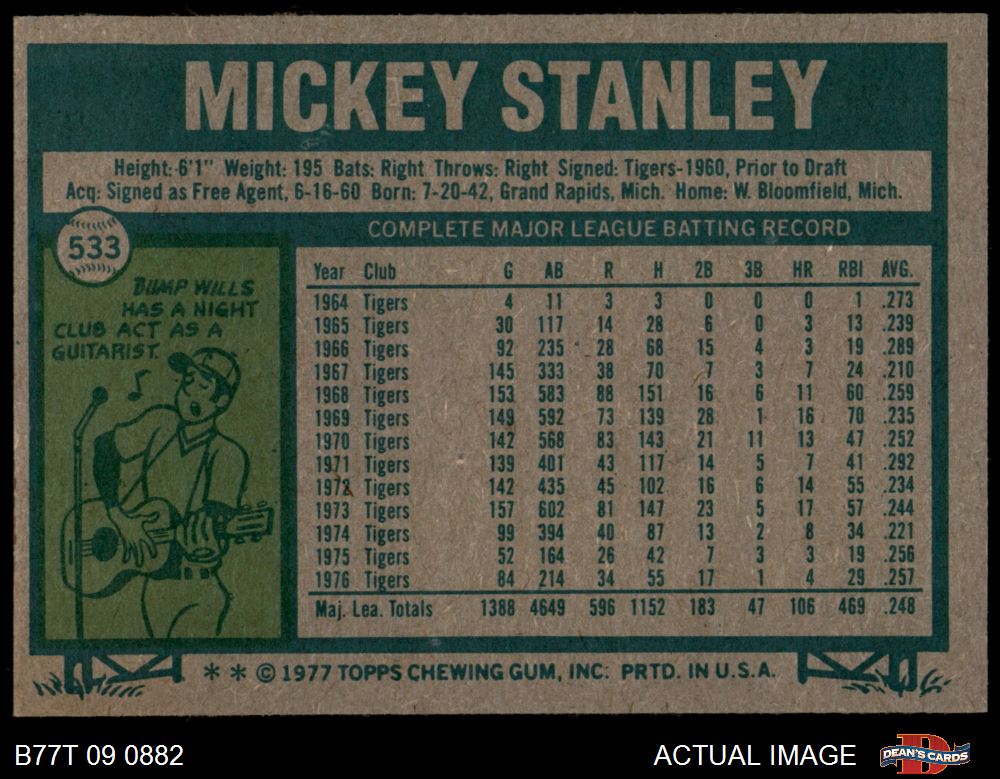 MICKEY STANLEY
Height: 6'1" Weight: 195 Bats: Right Throws: Right Signed: Tigers-1960, Prior to Draft
Acq: Signed as Free Agent, 6-16-60 Born: 7-20-42, Grand Rapids, Mich. Home: W. Bloomfield, Mich.
533
BUMP WILLS
HAS A NIGHT
CLUB ACT AS A
GUITARIST.
COMPLETE MAJOR LEAGUE BATTING RECORD
Year Club G AB R H 2B 3B HR RBI AVG.
1964 Tigers 4 11 3 3 0 0 0 1 .273
1965 Tigers 30 117 14 28 6 0 3 13 .239
1966 Tigers 92 235 28 68 15 4 3 19 .289
1967 Tigers 145 333 38 70 7 3 7 24 .210
1968 Tigers 153 583 88 151 16 6 11 60 .259
1969 Tigers 149 592 73 139 28 1 16 70 .235
1970 Tigers 142 568 83 143 21 11 13 47 .252
1971 Tigers 139 401 43 117 14 5 7 41 .292
1972 Tigers 142 435 45 102 16 6 14 55 .234
1973 Tigers 157 602 81 147 23 5 17 57 .244
1974 Tigers 99 394 40 87 13 2 8 34 .221
1975 Tigers 52 164 26 42 7 3 3 19 .256
1976 Tigers 84 214 34 55 17 1 4 29 .257
Maj. Lea. Totals 1388 4649 596 1152 183 47 106 469 .248
* * © 1977 TOPPS CHEWING GUM, INC: PRTD. IN U.S.A.
B77T 09 0882
ACTUAL IMAGE
D
DEAN'S CARDS